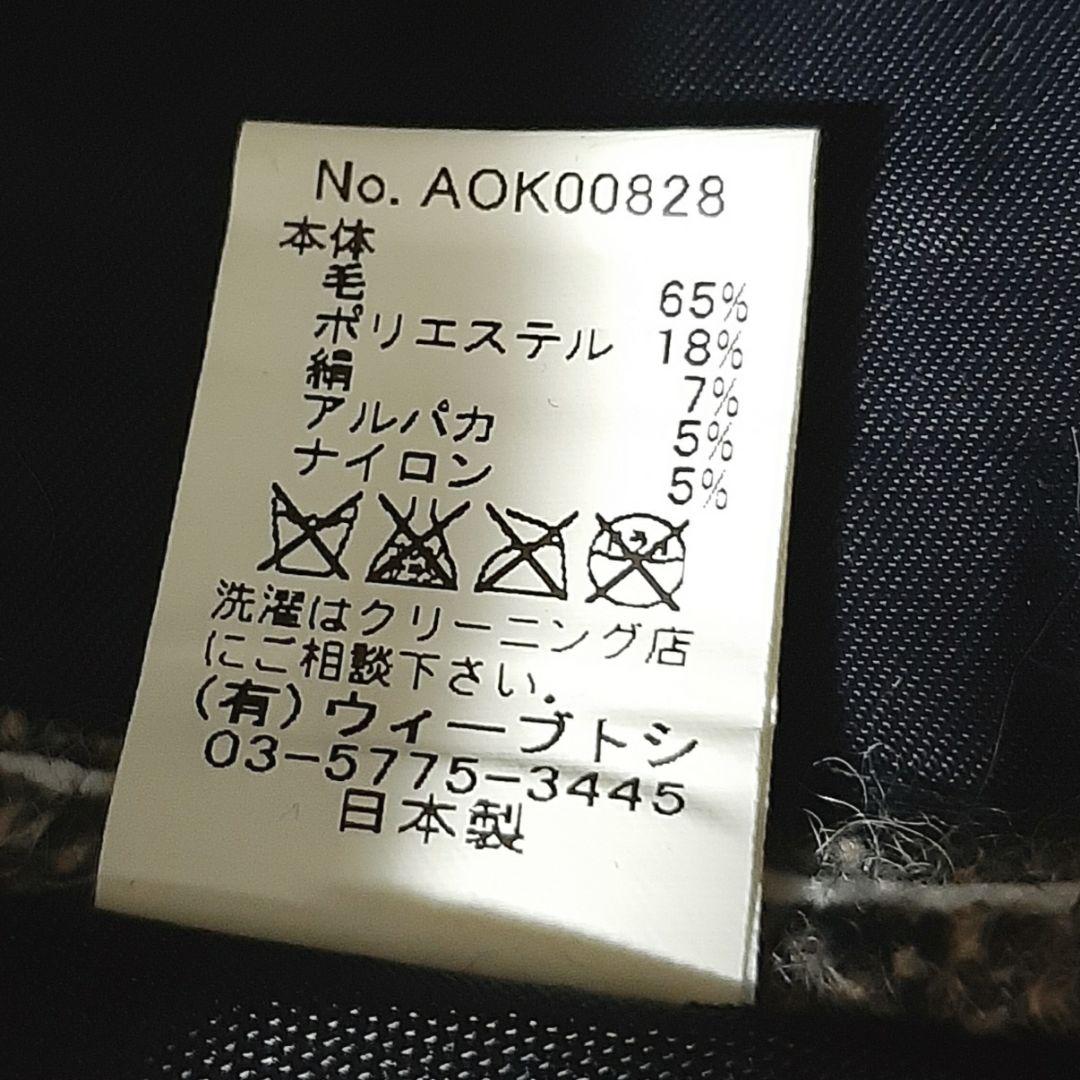 No. AOK00828
本体
毛 65%
ポリエステル 18%
絹 7%
アルパカ 5%
ナイロン 5%
洗濯はクリーニング店
にご相談下さい.
(有)ウィーブトシ
03-5775-3445
日本製